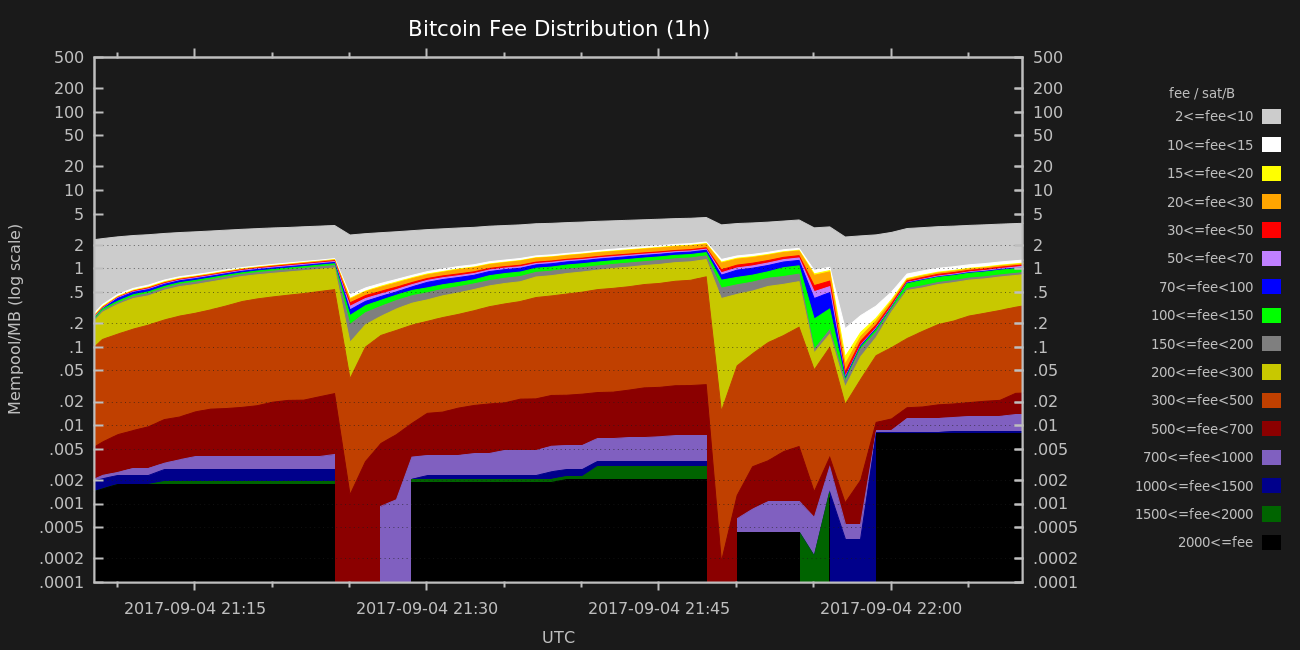 Bitcoin Fee Distribution (1h)
Mempool/MB (log scale)
500
200
100
50
20
10
5
2
1
.5
.2
.1
.05
.02
.01
.005
.002
.001
.0005
.0002
.0001
500
200
100
50
20
10
5
2
1
.5
.2
.1
.05
.02
.01
.005
.002
.001
.0005
.0002
.0001
2017-09-04 21:15
2017-09-04 21:30
2017-09-04 21:45
2017-09-04 22:00
UTC
fee / sat/B
2<=fee<10
10<=fee<15
15<=fee<20
20<=fee<30
30<=fee<50
50<=fee<70
70<=fee<100
100<=fee<150
150<=fee<200
200<=fee<300
300<=fee<500
500<=fee<700
700<=fee<1000
1000<=fee<1500
1500<=fee<2000
2000<=fee